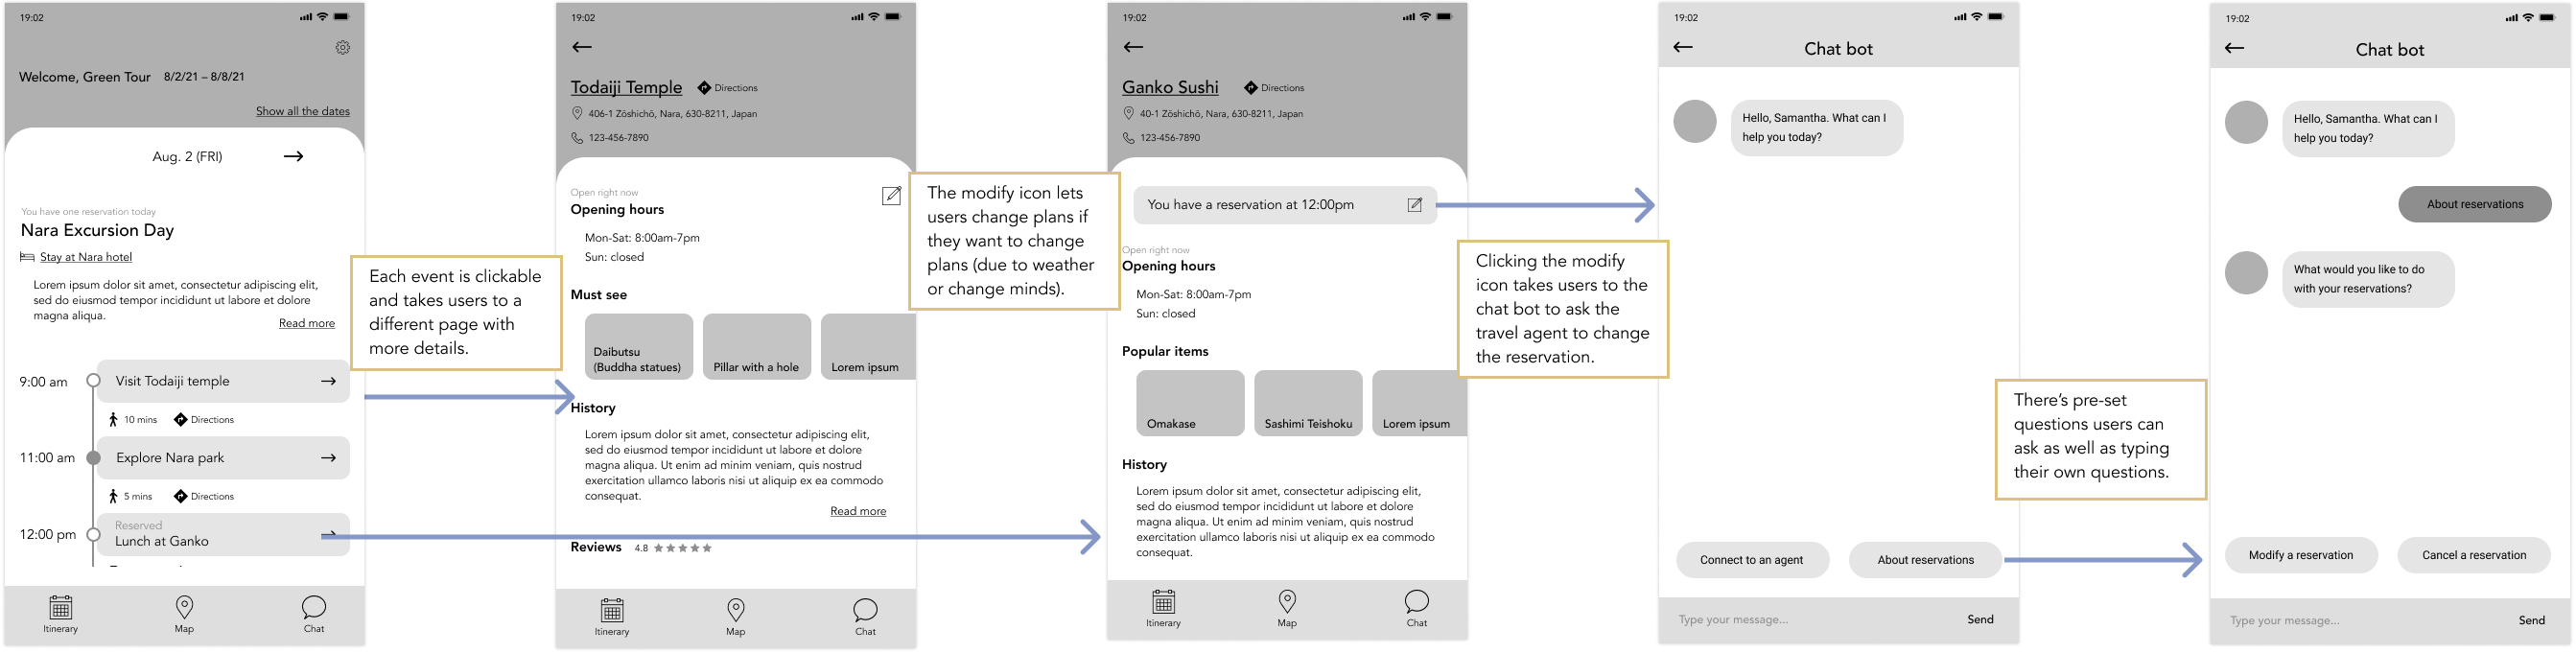 19:02
Welcome, Green Tour 8/2/21 – 8/8/21
Show all the dates
Aug. 2 (FRI)
You have one reservation today
Nara Excursion Day
Stay at Nara hotel
Lorem ipsum dolor sit amet, consectetur adipiscing elit,
sed do eiusmod tempor incididunt ut labore et dolore
magna aliqua.
Read more
9:00 am
Visit Todaiji temple
10 mins Directions
11:00 am
Explore Nara park
5 mins Directions
12:00 pm
Reserved
Lunch at Ganko
Itinerary
Map
Chat
Each event is clickable
and takes users to a
different page with
more details.
19:02
Todaiji Temple Directions
406-1 Zōshichō, Nara, 630-8211, Japan
123-456-7890
Open right now
Opening hours
Mon-Sat: 8:00am-7pm
Sun: closed
Must see
Daibutsu
(Buddha statues)
Pillar with a hole
Lorem ipsum
History
Lorem ipsum dolor sit amet, consectetur adipiscing elit,
sed do eiusmod tempor incididunt ut labore et dolore
magna aliqua. Ut enim ad minim veniam, quis nostrud
exercitation ullamco laboris nisi ut aliquip ex ea commodo
consequat.
Read more
Reviews 4.8
Itinerary
Map
Chat
The modify icon lets
users change plans if
they want to change
plans (due to weather
or change minds).
19:02
Ganko Sushi Directions
40-1 Zōshichō, Nara, 630-8211, Japan
123-456-7890
You have a reservation at 12:00pm
Open right now
Opening hours
Mon-Sat: 8:00am-7pm
Sun: closed
Popular items
Omakase
Sashimi Teishoku
Lorem ipsum
History
Lorem ipsum dolor sit amet, consectetur adipiscing elit,
sed do eiusmod tempor incididunt ut labore et dolore
magna aliqua. Ut enim ad minim veniam, quis nostrud
exercitation ullamco laboris nisi ut aliquip ex ea commodo
consequat.
Itinerary
Map
Chat
Clicking the modify
icon takes users to the
chat bot to ask the
travel agent to change
the reservation.
19:02
Chat bot
Hello, Samantha. What can I
help you today?
Connect to an agent
About reservations
Type your message...
Send
There's pre-set
questions users can
ask as well as typing
their own questions.
19:02
Chat bot
Hello, Samantha. What can I
help you today?
About reservations
What would you like to do
with your reservations?
Modify a reservation
Cancel a reservation
Type your message...
Send